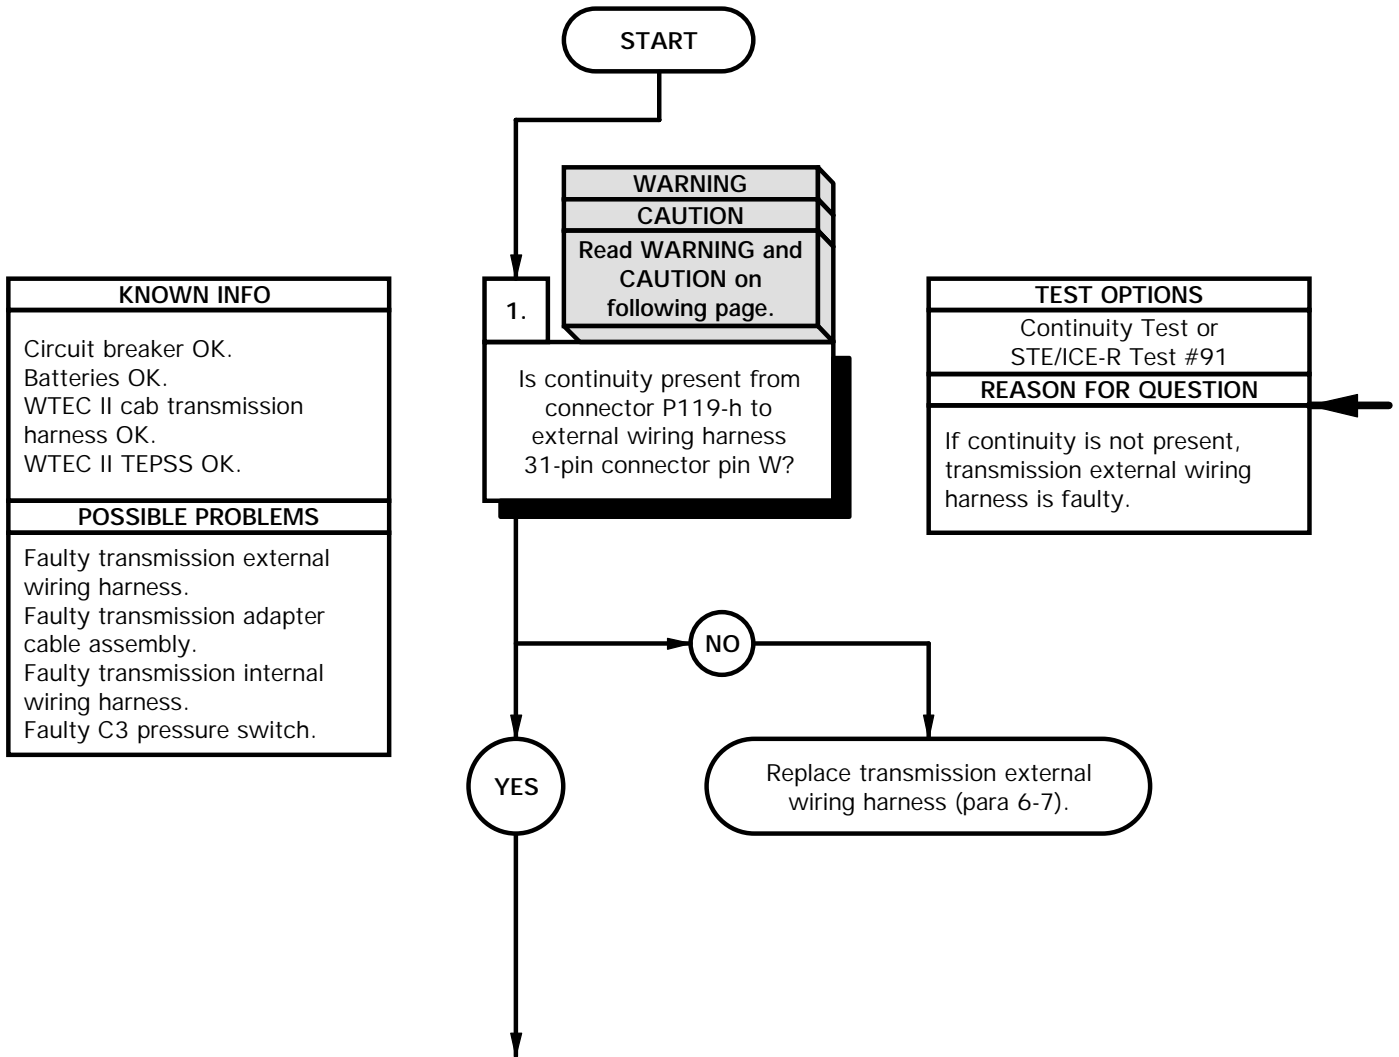 START
WARNING
CAUTION
Read WARNING and
CAUTION on
following page.
KNOWN INFO
Circuit breaker OK.
Batteries OK.
WTEC II cab transmission
harness OK.
WTEC II TEPSS OK.
POSSIBLE PROBLEMS
Faulty transmission external
wiring harness.
Faulty transmission adapter
cable assembly.
Faulty transmission internal
wiring harness.
Faulty C3 pressure switch.
1.
Is continuity present from
connector P119-h to
external wiring harness
31-pin connector pin W?
TEST OPTIONS
Continuity Test or
STE/ICE-R Test #91
REASON FOR QUESTION
If continuity is not present,
transmission external wiring
harness is faulty.
NO
YES
Replace transmission external
wiring harness (para 6-7).